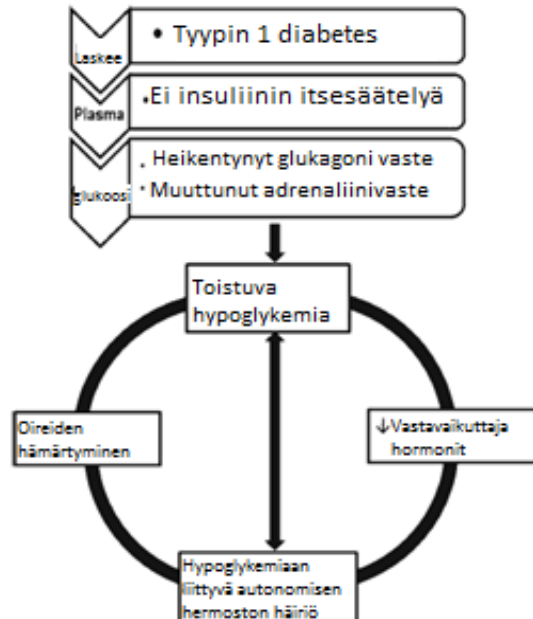 Laskee
• Tyypin 1 diabetes
Plasma
.Ei insuliinin itsesäätelyä
glukoosi
. Heikentynyt glukagoni vaste
· Muuttunut adrenaliinivaste
Toistuva
hypoglykemia
Oireiden
hämärtyminen
↓Vastavaikuttaja
hormonit
Hypoglykemiaan
liittyvä autonomisen
hermoston häiriö